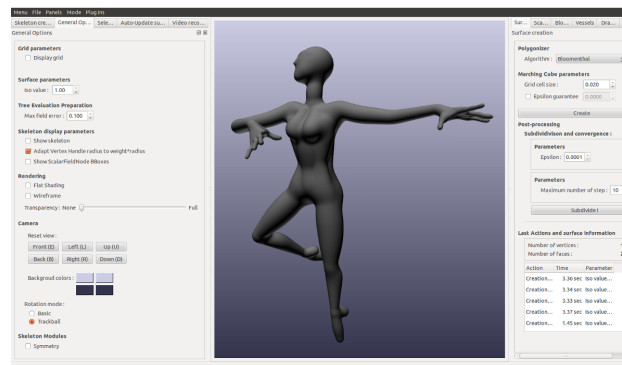 Menu File Panels Mode Plugins
Skeleton cre... General Op... Sele... Auto-Update su... Video reco...
General Options
Grid parameters
Display grid
Surface parameters
Iso value : 1.00
Tree Evaluation Preparation
Max field error : 0.100
Skeleton display parameters
Show skeleton
Adapt Vertex Handle radius to weight*radius
Show ScalarFieldNode BBoxes
Rendering
Flat Shading
Wireframe
Transparency : None Full
Camera
Reset view :
Front (E) Left (L) Up (U)
Back (B) Right (R) Down (D)
Backgroud colors :
Rotation mode :
Basic
Trackball
Skeleton Modules
Symmetry
Sur... Sca... Blo... Vessels Dra...
Surface creation
Polygonizer
Algorithm : Bloomenthal
Marching Cube parameters
Grid cell size : 0.020
Epsilon guarantee 0.0000
Create
Post-processing
Subdividivison and convergence :
Parameters
Epsilon : 0.0001
Parameters
Maximum number of step : 10
Subdivide !
Last Actions and surface information
Number of vertices :
Number of faces :
Action Time Parameter
Creation... 3.36 sec Iso value...
Creation... 3.34 sec Iso value...
Creation... 3.33 sec Iso value...
Creation... 3.37 sec Iso value...
Creation... 1.45 sec Iso value...